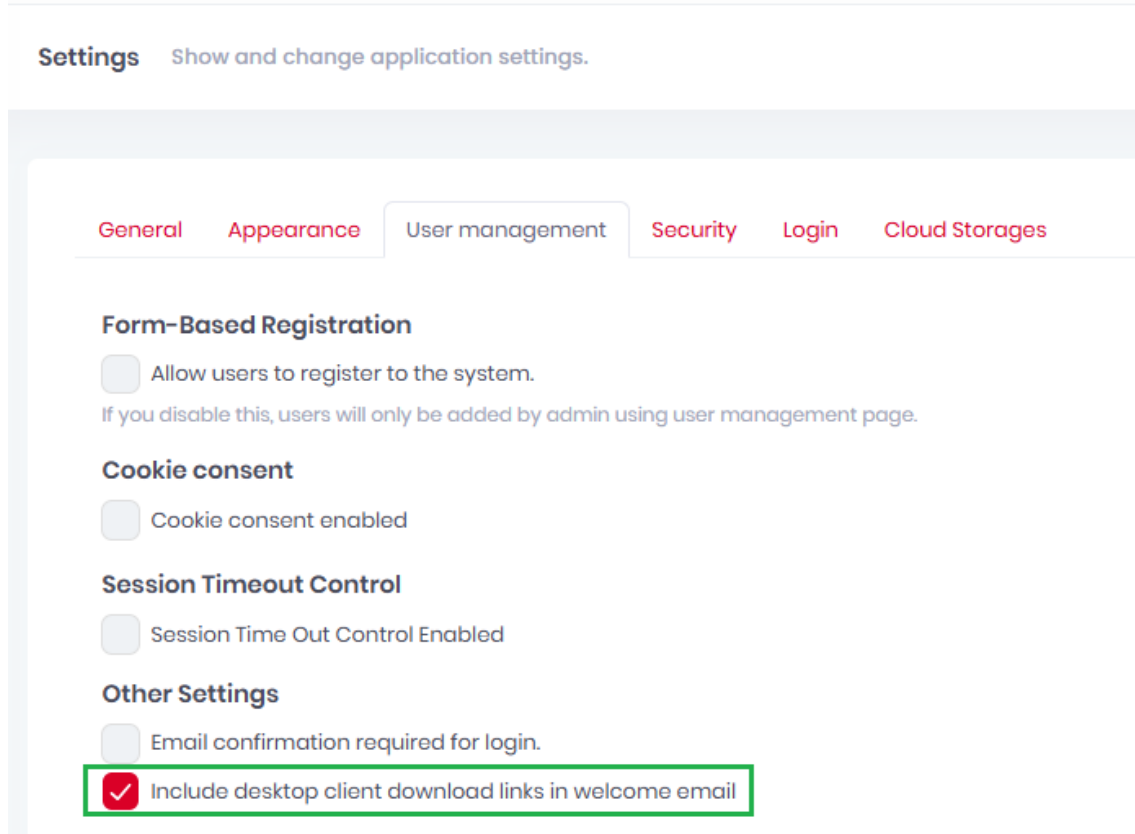 Settings Show and change application settings.
General Appearance User management Security Login Cloud Storages
Form-Based Registration
Allow users to register to the system.
If you disable this, users will only be added by admin using user management page.
Cookie consent
Cookie consent enabled
Session Timeout Control
Session Time Out Control Enabled
Other Settings
Email confirmation required for login.
Include desktop client download links in welcome email